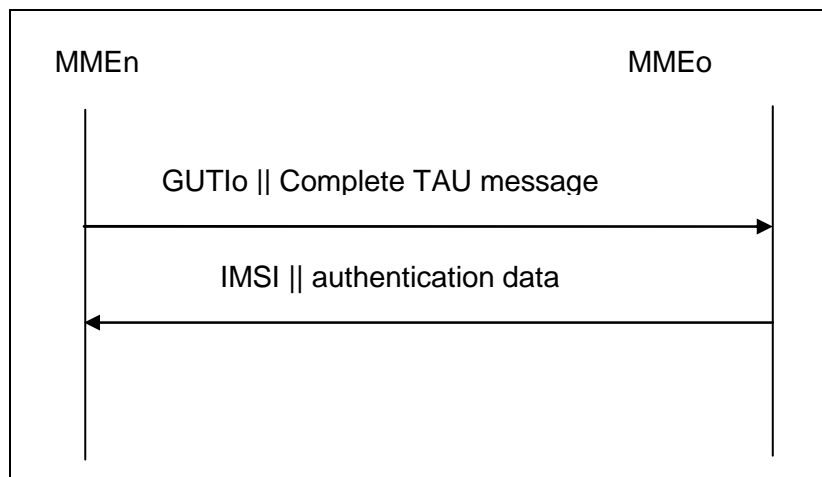 MMEn MMEo
GUTIo || Complete TAU message
IMSI || authentication data